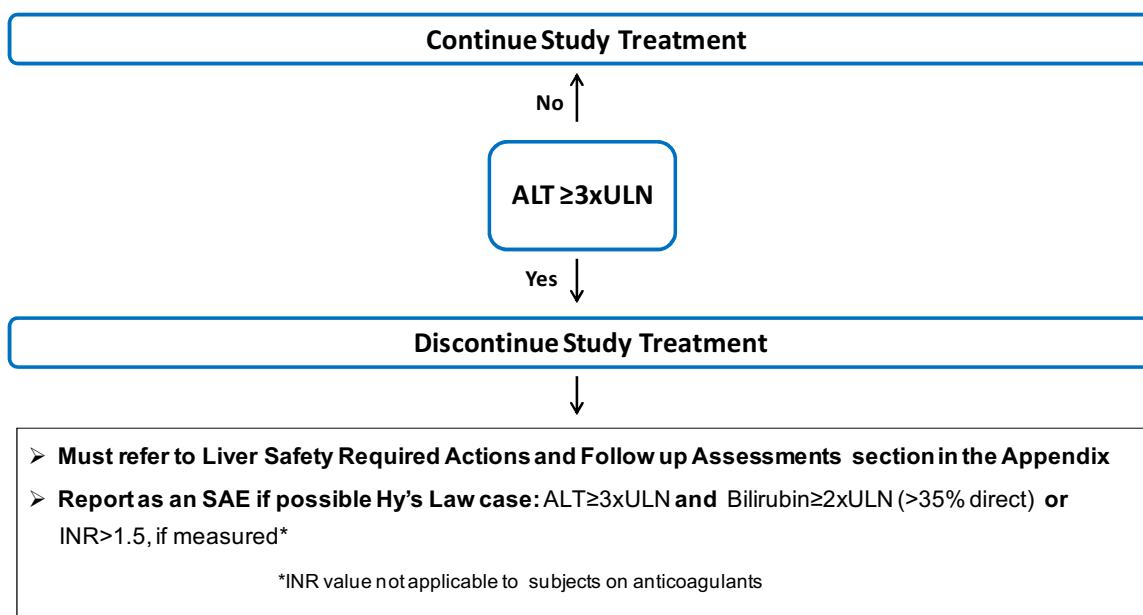 Continue Study Treatment
No
ALT ≥3xULN
Yes
Discontinue Study Treatment
➢ Must refer to Liver Safety Required Actions and Follow up Assessments section in the Appendix
➢ Report as an SAE if possible Hy's Law case: ALT≥3xULN and Bilirubin≥2xULN (>35% direct) or
INR>1.5, if measured*
*INR value not applicable to subjects on anticoagulants